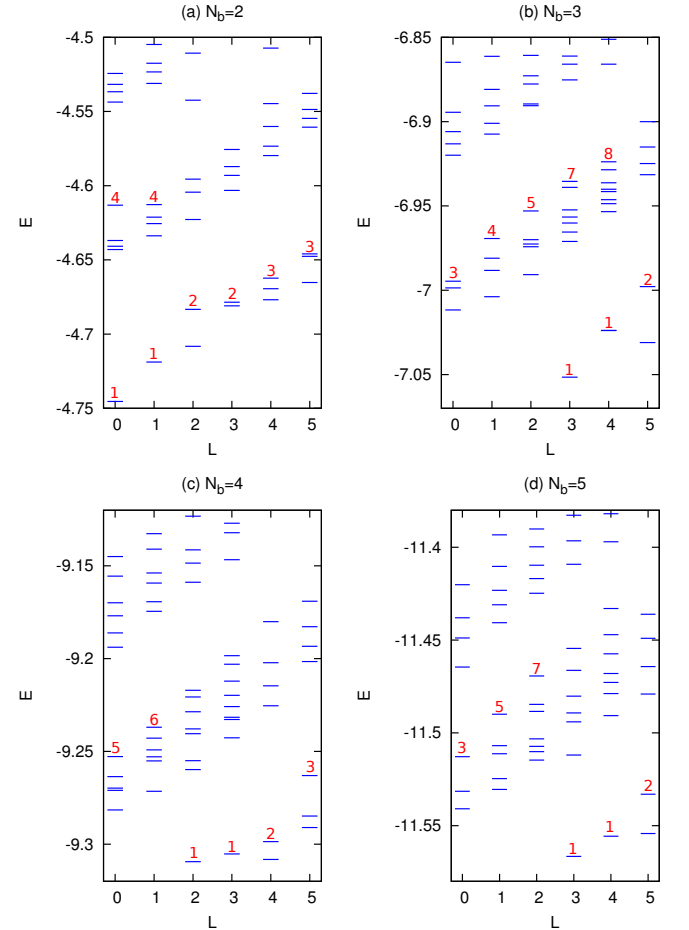 (a) N_b=2
-4.5
-4.55
-4.6
-4.65
-4.7
-4.75
E
4 4
3
3
2 2
1
1
0 1 2 3 4 5
L
(b) N_b=3
-6.85
-6.9
-6.95
-7
-7.05
E
8
7
5
4
3
2
1
1
0 1 2 3 4 5
L
(c) N_b=4
-9.15
-9.2
-9.25
-9.3
E
6
5
3
2
1 1
0 1 2 3 4 5
L
(d) N_b=5
-11.4
-11.45
-11.5
-11.55
E
7
5
3
2
1
1
0 1 2 3 4 5
L